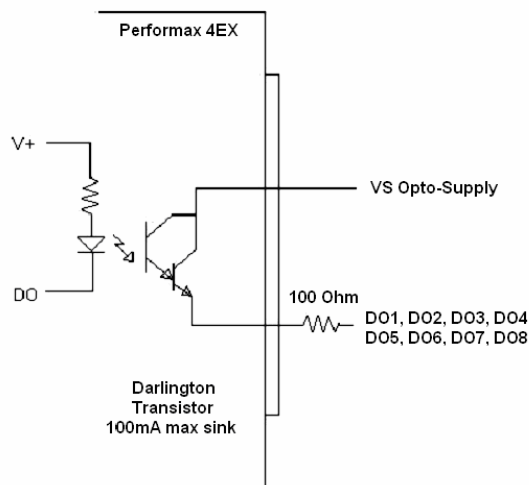 Performax 4EX
V+
VS Opto-Supply
DO
100 Ohm
DO1, DO2, DO3, DO4
DO5, DO6, DO7, DO8
Darlington
Transistor
100mA max sink